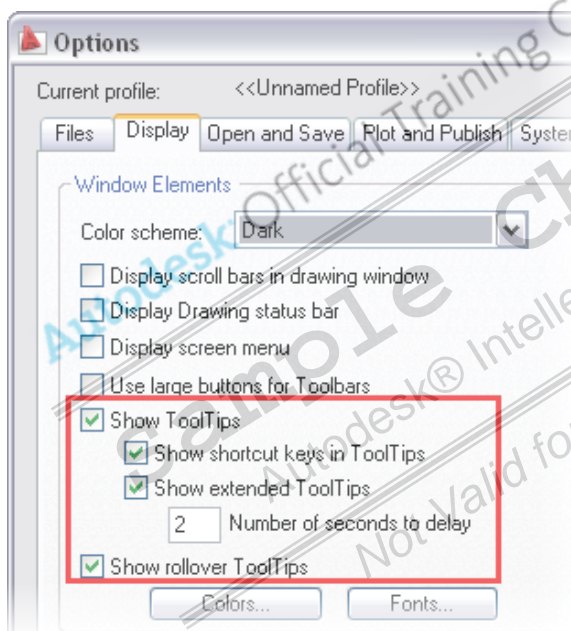 Options
Current profile: <<Unnamed Profile>>
Files Display Open and Save Plot and Publish
Window Elements
Color scheme: Dark
Display scroll bars in drawing window
Display Drawing status bar
Display screen menu
Use large buttons for Toolbars
Show ToolTips
Show shortcut keys in ToolTips
Show extended ToolTips
2 Number of seconds to delay
Show rollover ToolTips
Colors... Fonts...
Autodesk Official Training
Sample
Autodesk®
Not Valid for